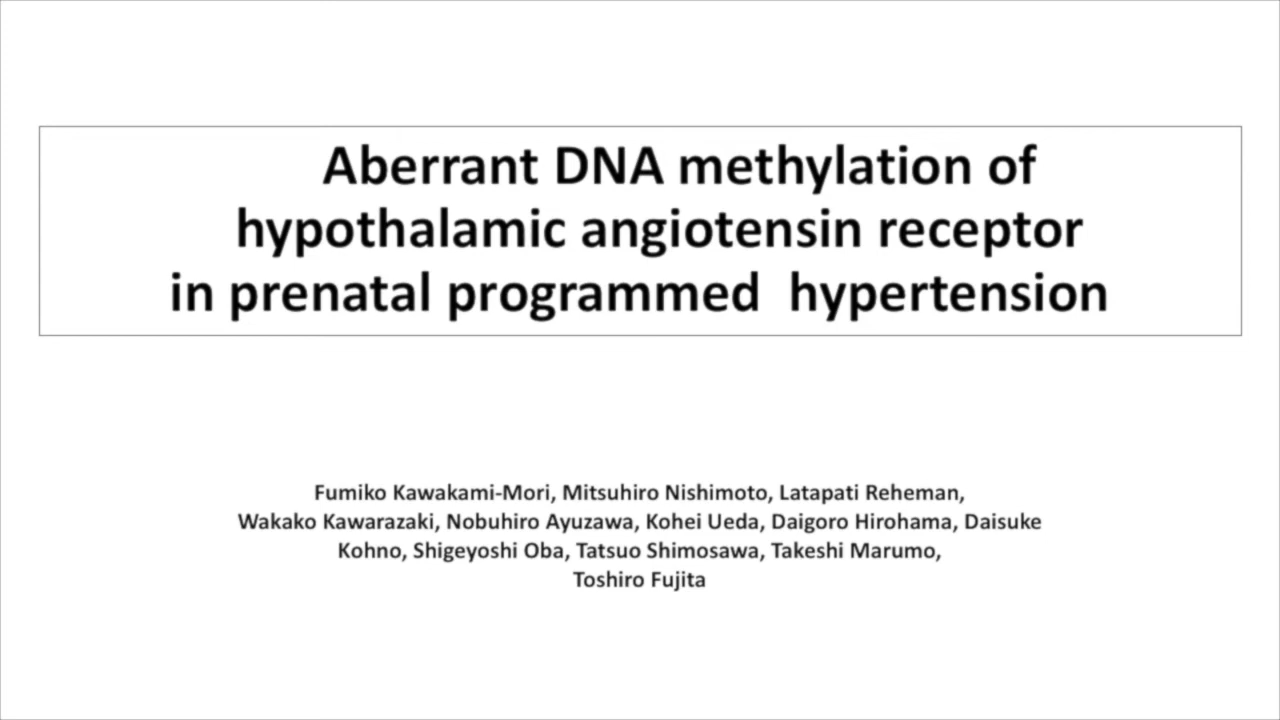 Aberrant DNA methylation of
hypothalamic angiotensin receptor
in prenatal programmed  hypertension
Fumiko Kawakami-Mori, Mitsuhiro Nishimoto, Latapati Reheman,
Wakako Kawarazaki, Nobuhiro Ayuzawa, Kohei Ueda, Daigoro Hirohama, Daisuke
Kohno, Shigeyoshi Oba, Tatsuo Shimosawa, Takeshi Marumo,
Toshiro Fujita